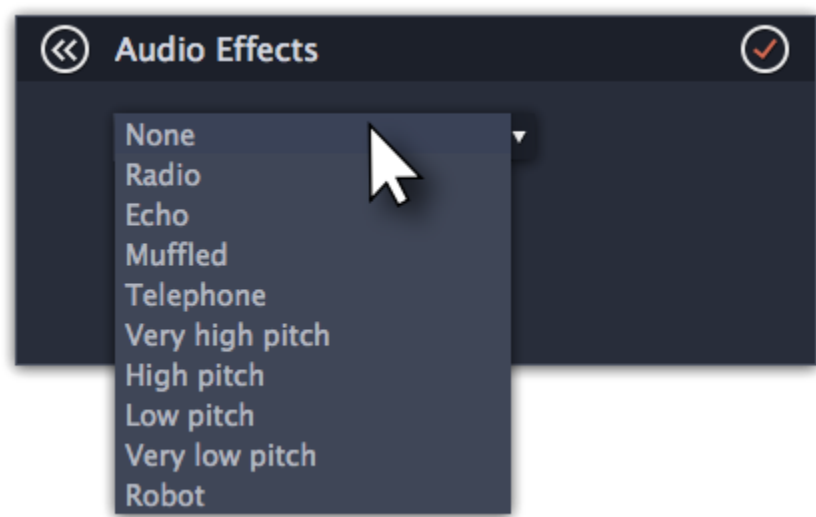 Audio Effects
None
Radio
Echo
Muffled
Telephone
Very high pitch
High pitch
Low pitch
Very low pitch
Robot